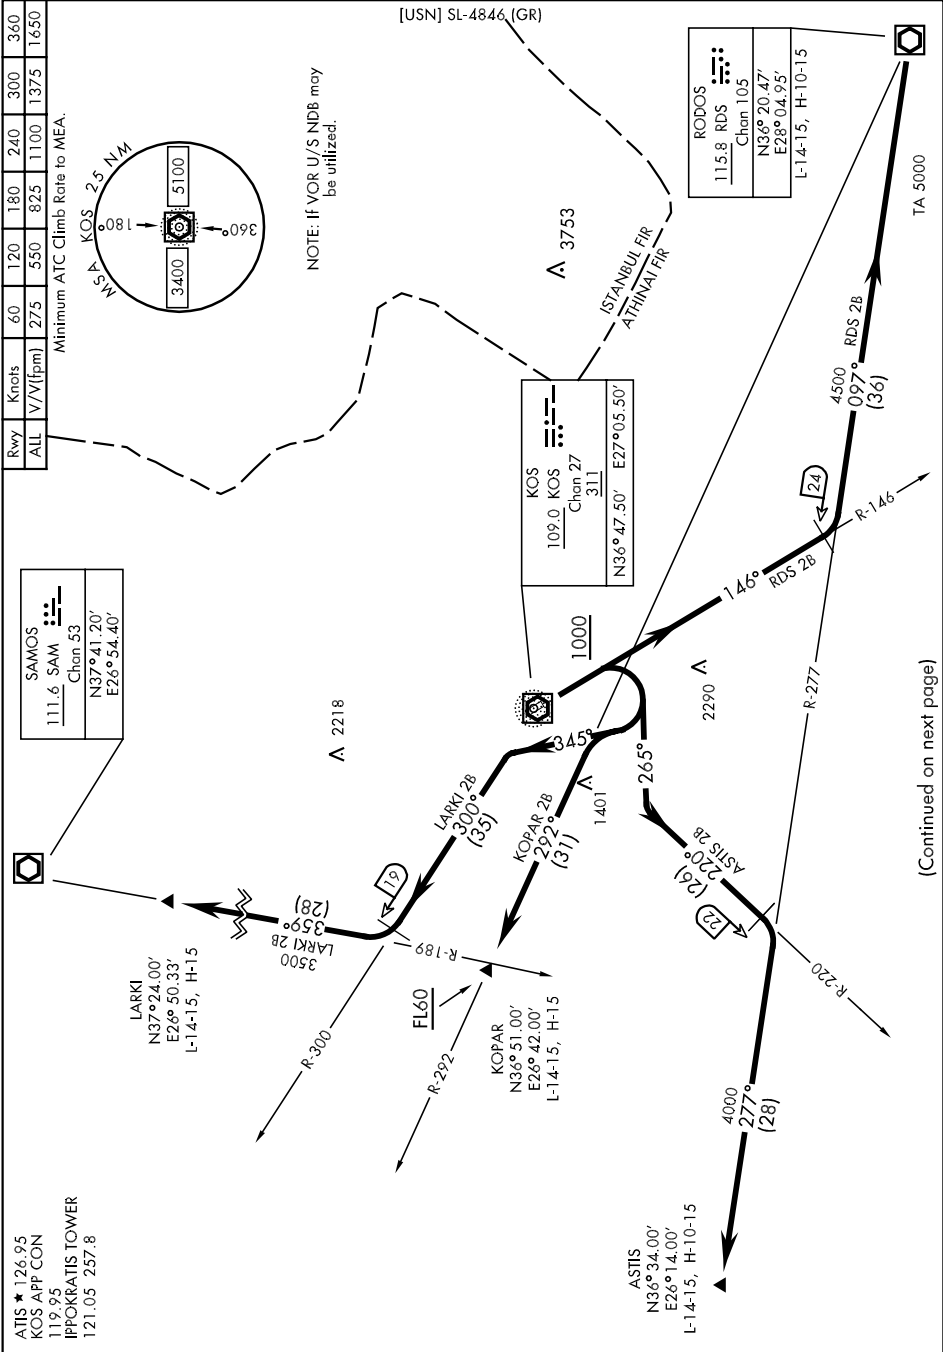 [USN] SL-4846 (GR)
ATIS ★ 126.95
KOS APP CON
119.95
IPPOKRATIS TOWER
121.05 257.8
Rwy Knots 60 120 180 240 300 360
ALL V/V(fpm) 275 550 825 1100 1375 1650
Minimum ATC Climb Rate to MEA.
MSA KOS 25 NM
180°
360°
3400
5100
NOTE: If VOR U/S NDB may
be utilized.
SAMOS
111.6 SAM
Chan 53
N37°41.20'
E26°54.40'
LARKI
N37°24.00'
E26°50.33'
L-14-15, H-15
359°
(28)
LARKI 2B
3500
19
R-189
R-300
R-292
LARKI 2B
300°
(35)
2218
345°
KOPAR 2B
292°
(31)
1401
FL60
KOPAR
N36°51.00'
E26°42.00'
L-14-15, H-15
KOS
109.0 KOS
Chan 27
311
N36°47.50' E27°05.50'
1000
3753
ISTANBUL FIR
ATHINAI FIR
RODOS
115.8 RDS
Chan 105
N36°20.47'
E28°04.95'
L-14-15, H-10-15
TA 5000
RDS 2B
4500
097°
(36)
24
R-146
146°
RDS 2B
2290
R-277
265°
ASTIS 2B
220°
(26)
22
R-220
4000
277°
(28)
ASTIS
N36°34.00'
E26°14.00'
L-14-15, H-10-15
(Continued on next page)